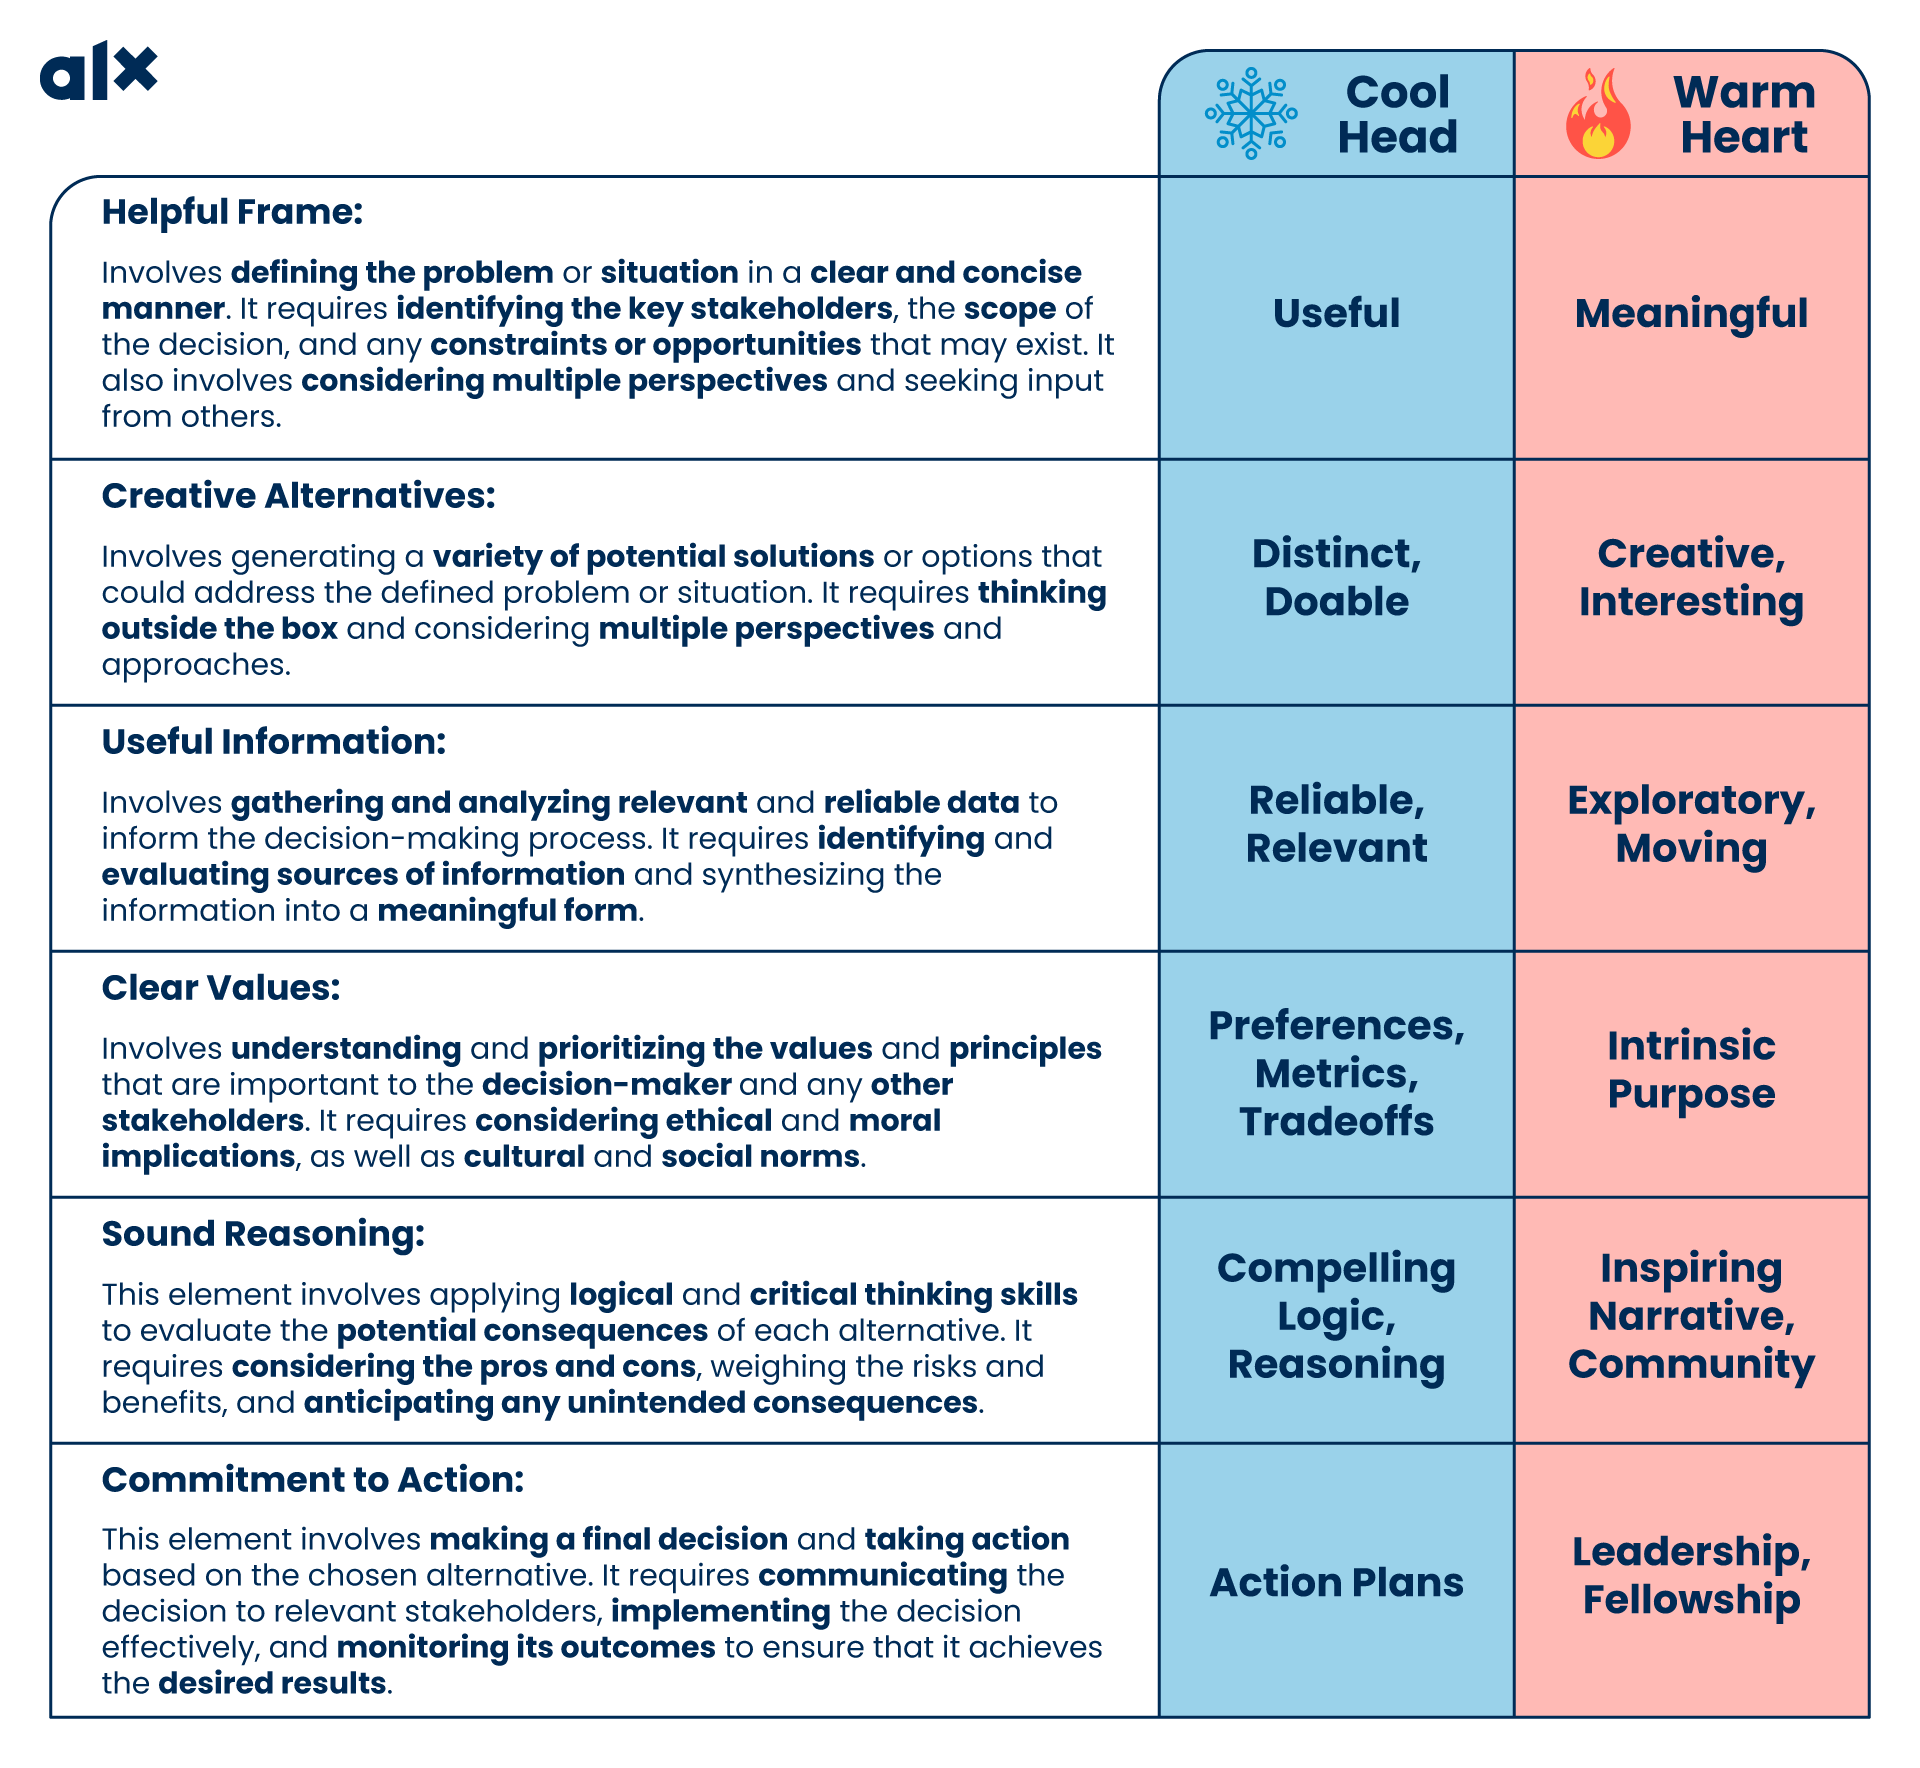 alx
Cool
Head
Warm
Heart
Helpful Frame:
Involves defining the problem or situation in a clear and concise
manner. It requires identifying the key stakeholders, the scope of
the decision, and any constraints or opportunities that may exist. It
also involves considering multiple perspectives and seeking input
from others.
Useful
Meaningful
Creative Alternatives:
Involves generating a variety of potential solutions or options that
could address the defined problem or situation. It requires thinking
outside the box and considering multiple perspectives and
approaches.
Distinct,
Doable
Creative,
Interesting
Useful Information:
Involves gathering and analyzing relevant and reliable data to
inform the decision-making process. It requires identifying and
evaluating sources of information and synthesizing the
information into a meaningful form.
Reliable,
Relevant
Exploratory,
Moving
Clear Values:
Involves understanding and prioritizing the values and principles
that are important to the decision-maker and any other
stakeholders. It requires considering ethical and moral
implications, as well as cultural and social norms.
Preferences,
Metrics,
Tradeoffs
Intrinsic
Purpose
Sound Reasoning:
This element involves applying logical and critical thinking skills
to evaluate the potential consequences of each alternative. It
requires considering the pros and cons, weighing the risks and
benefits, and anticipating any unintended consequences.
Compelling
Logic,
Reasoning
Inspiring
Narrative,
Community
Commitment to Action:
This element involves making a final decision and taking action
based on the chosen alternative. It requires communicating the
decision to relevant stakeholders, implementing the decision
effectively, and monitoring its outcomes to ensure that it achieves
the desired results.
Action Plans
Leadership,
Fellowship